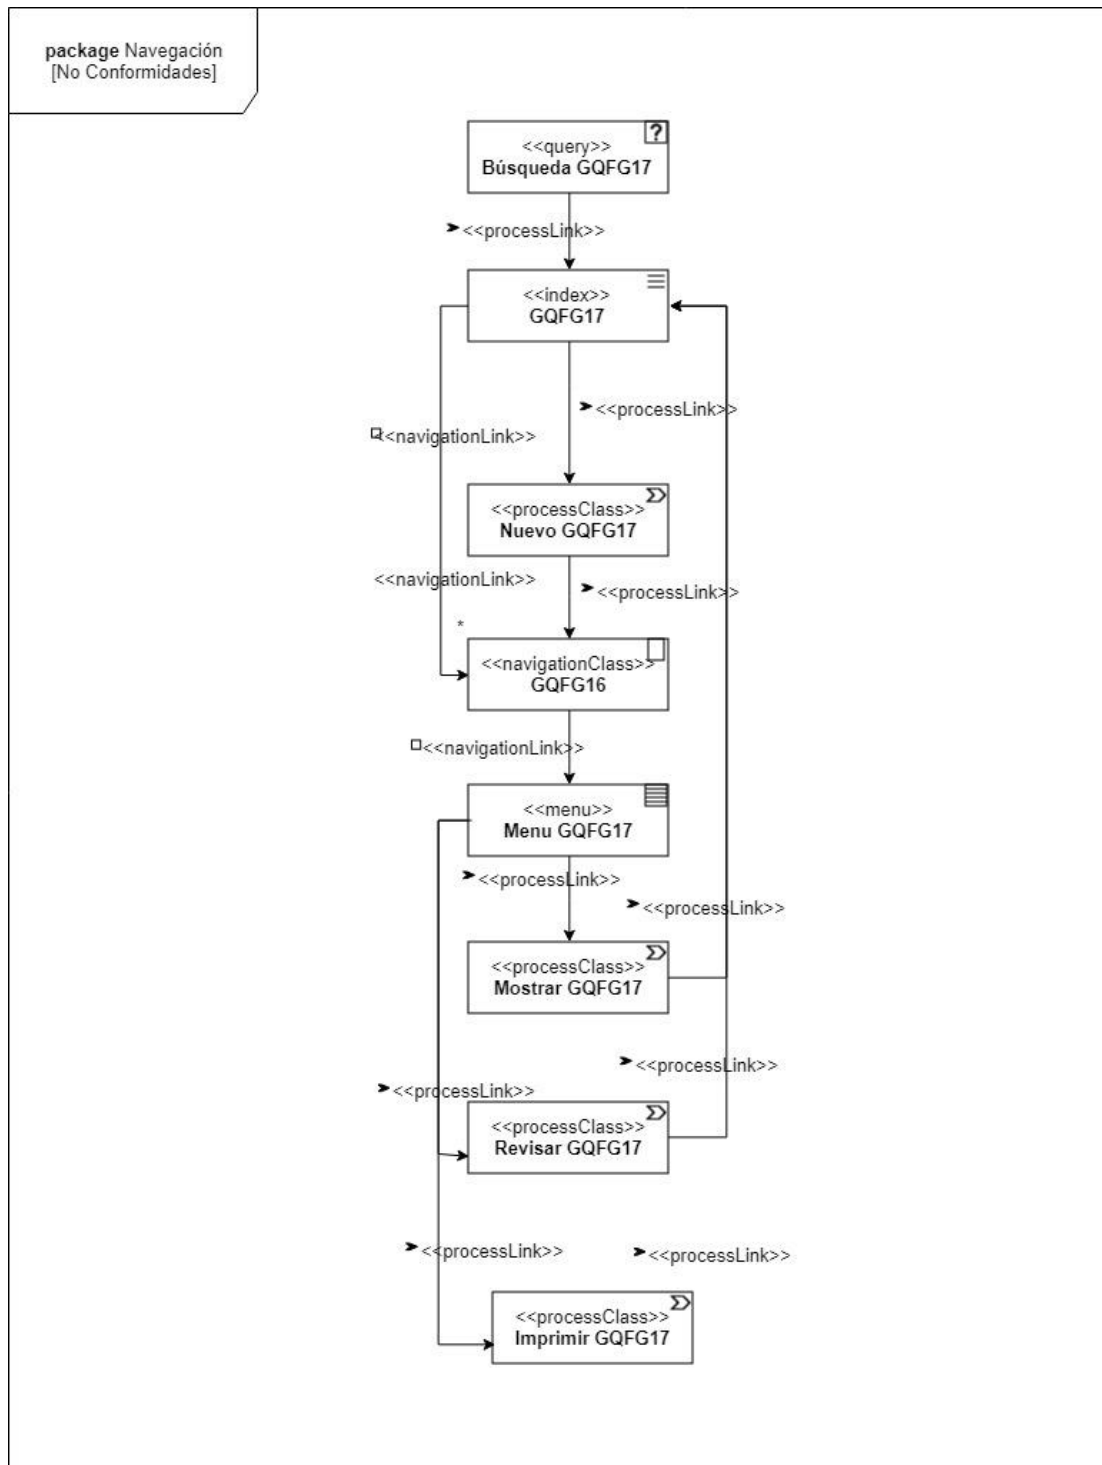 package Navegación
[No Conformidades]
?
<<query>>
Búsqueda GQFG17
<<processLink>>
<<index>>
GQFG17
<<processLink>>
<<navigationLink>>
<<processClass>>
Nuevo GQFG17
<<navigationLink>>
<<processLink>>
*
<<navigationClass>>
GQFG16
<<navigationLink>>
<<menu>>
Menu GQFG17
<<processLink>>
<<processLink>>
<<processClass>>
Mostrar GQFG17
<<processLink>>
<<processLink>>
<<processClass>>
Revisar GQFG17
<<processLink>>
<<processLink>>
<<processClass>>
Imprimir GQFG17